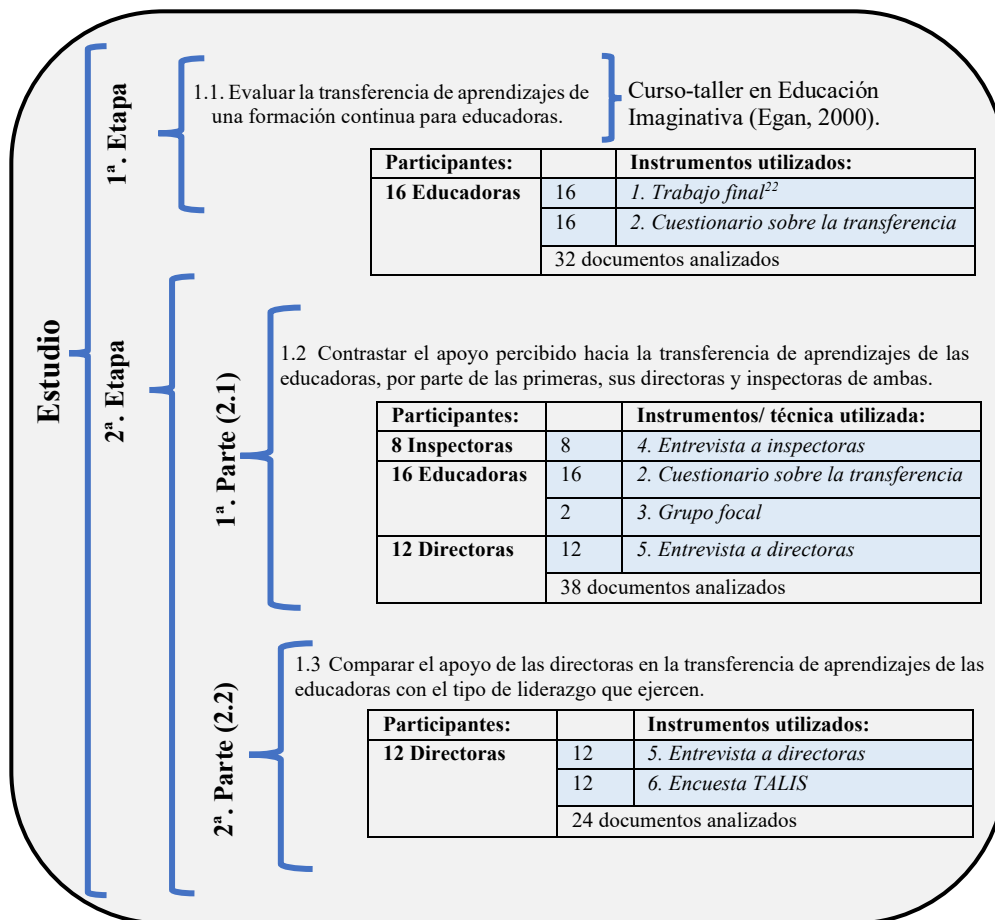 Estudio
1ª. Etapa
1.1. Evaluar la transferencia de aprendizajes de
una formación continua para educadoras.
Curso-taller en Educación
Imaginativa (Egan, 2000).
Participantes: Instrumentos utilizados:
16 Educadoras 16 1. Trabajo final22
16 2. Cuestionario sobre la transferencia
32 documentos analizados
2ª. Etapa
1ª. Parte (2.1)
1.2 Contrastar el apoyo percibido hacia la transferencia de aprendizajes de las
educadoras, por parte de las primeras, sus directoras y inspectoras de ambas.
Participantes: Instrumentos/ técnica utilizada:
8 Inspectoras 8 4. Entrevista a inspectoras
16 Educadoras 16 2. Cuestionario sobre la transferencia
2 3. Grupo focal
12 Directoras 12 5. Entrevista a directoras
38 documentos analizados
2ª. Parte (2.2)
1.3 Comparar el apoyo de las directoras en la transferencia de aprendizajes de las
educadoras con el tipo de liderazgo que ejercen.
Participantes: Instrumentos utilizados:
12 Directoras 12 5. Entrevista a directoras
12 6. Encuesta TALIS
24 documentos analizados